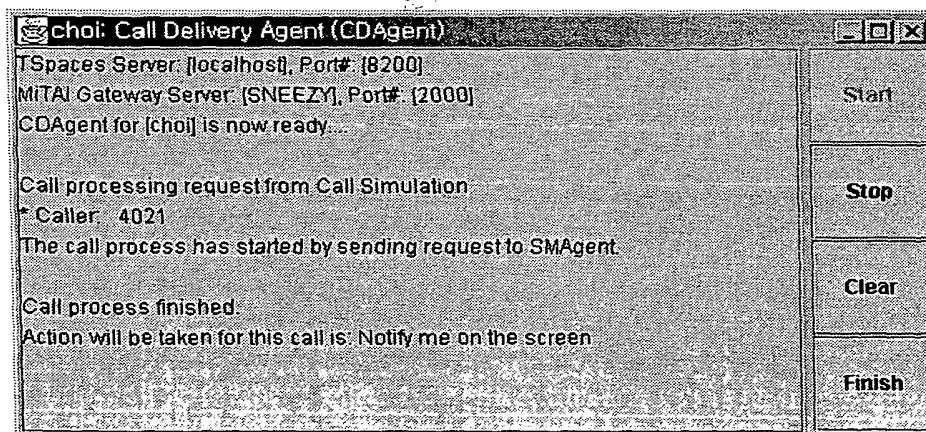 choi: Call Delivery Agent (CDAgent)
TSpaces Server: [localhost], Port#: [8200]
MiTAI Gateway Server: [SNEEZY], Port#: [2000]
CDAgent for [choi] is now ready...
Call processing request from Call Simulation
* Caller: 4021
The call process has started by sending request to SMAgent.
Call process finished.
Action will be taken for this call is: Notify me on the screen
Start
Stop
Clear
Finish